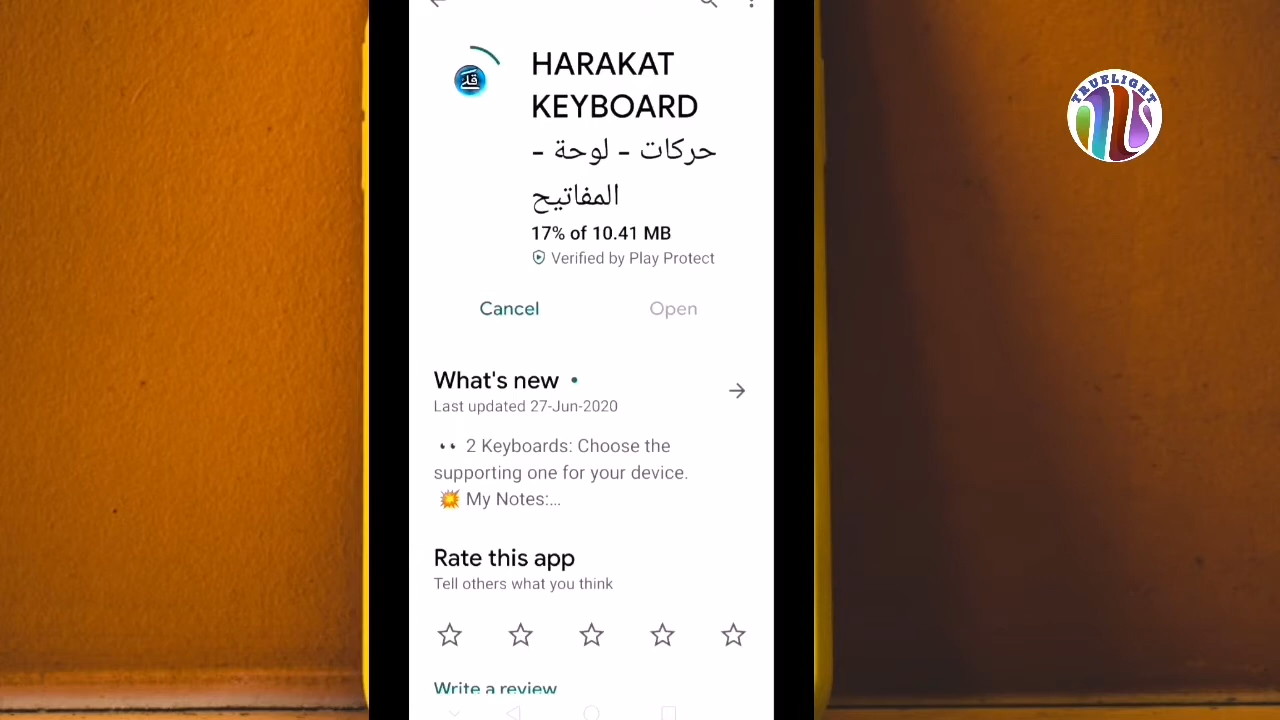 HARAKAT
KEYBOARD
حركات - لوحة -
المفاتيح
17% of 10.41 MB
Verified by Play Protect
Cancel
Open
What's new •
Last updated 27-Jun-2020
2 Keyboards: Choose the
supporting one for your device.
💥 My Notes:...
Rate this app
Tell others what you think
Write a review
TRUELIGHT